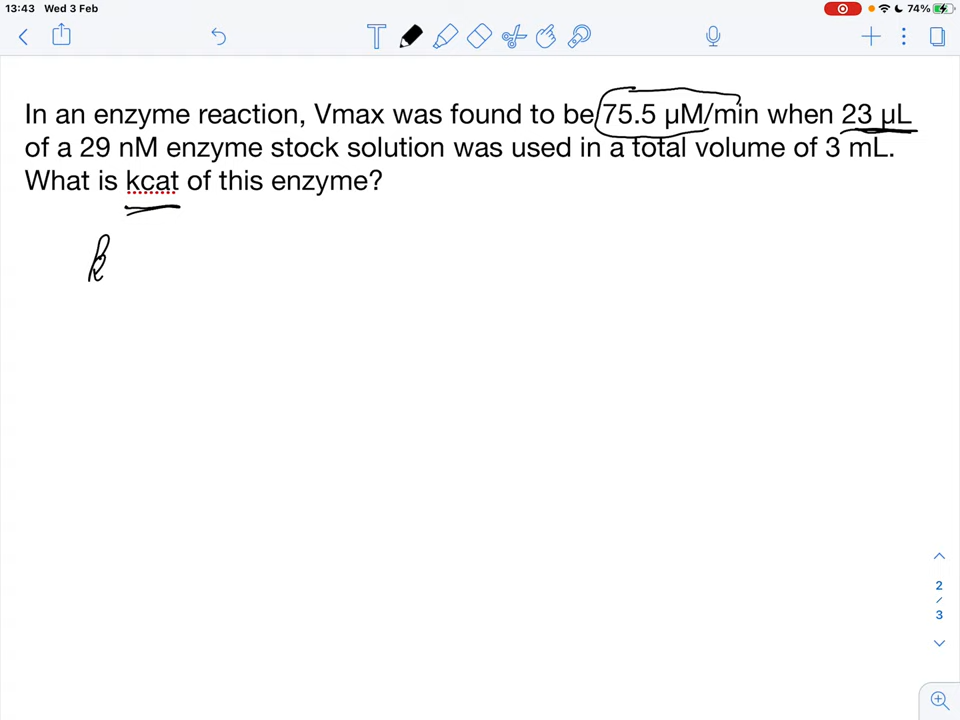 13:43 Wed 3 Feb
74%
In an enzyme reaction, Vmax was found to be 75.5 µM/min when 23 µL
of a 29 nM enzyme stock solution was used in a total volume of 3 mL.
What is kcat of this enzyme?
k
2
/
3